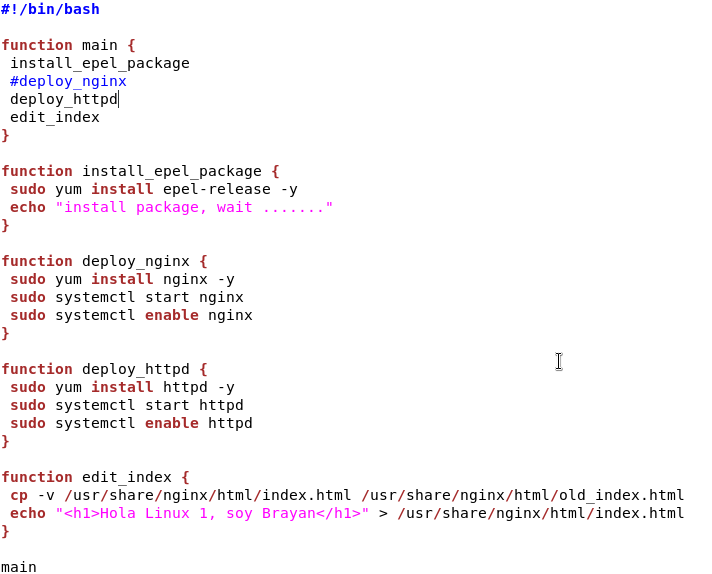 #!/bin/bash

function main {
 install_epel_package
 #deploy_nginx
 deploy_httpd
 edit_index
}

function install_epel_package {
 sudo yum install epel-release -y
 echo "install package, wait ......."
}

function deploy_nginx {
 sudo yum install nginx -y
 sudo systemctl start nginx
 sudo systemctl enable nginx
}

function deploy_httpd {
 sudo yum install httpd -y
 sudo systemctl start httpd
 sudo systemctl enable httpd
}

function edit_index {
 cp -v /usr/share/nginx/html/index.html /usr/share/nginx/html/old_index.html
 echo "<h1>Hola Linux 1, soy Brayan</h1>" > /usr/share/nginx/html/index.html
}

main